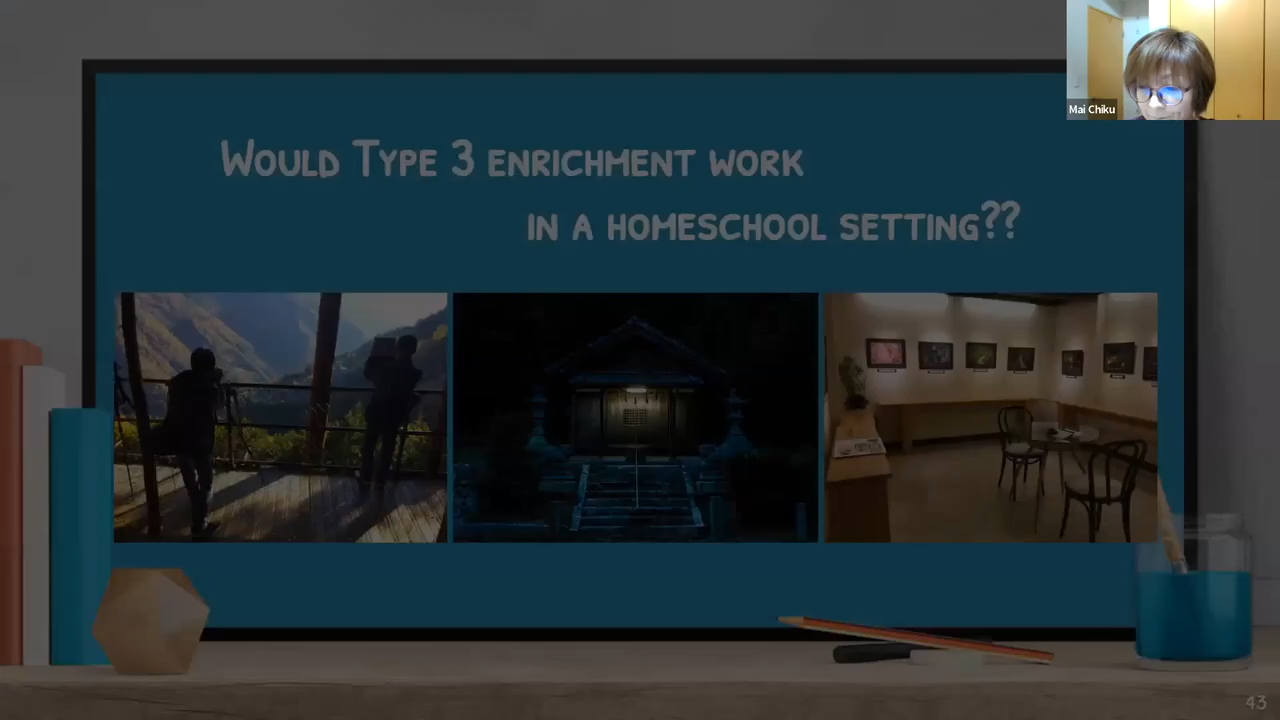 Would Type 3 enrichment work
in a homeschool setting??
Mai Chiku
43